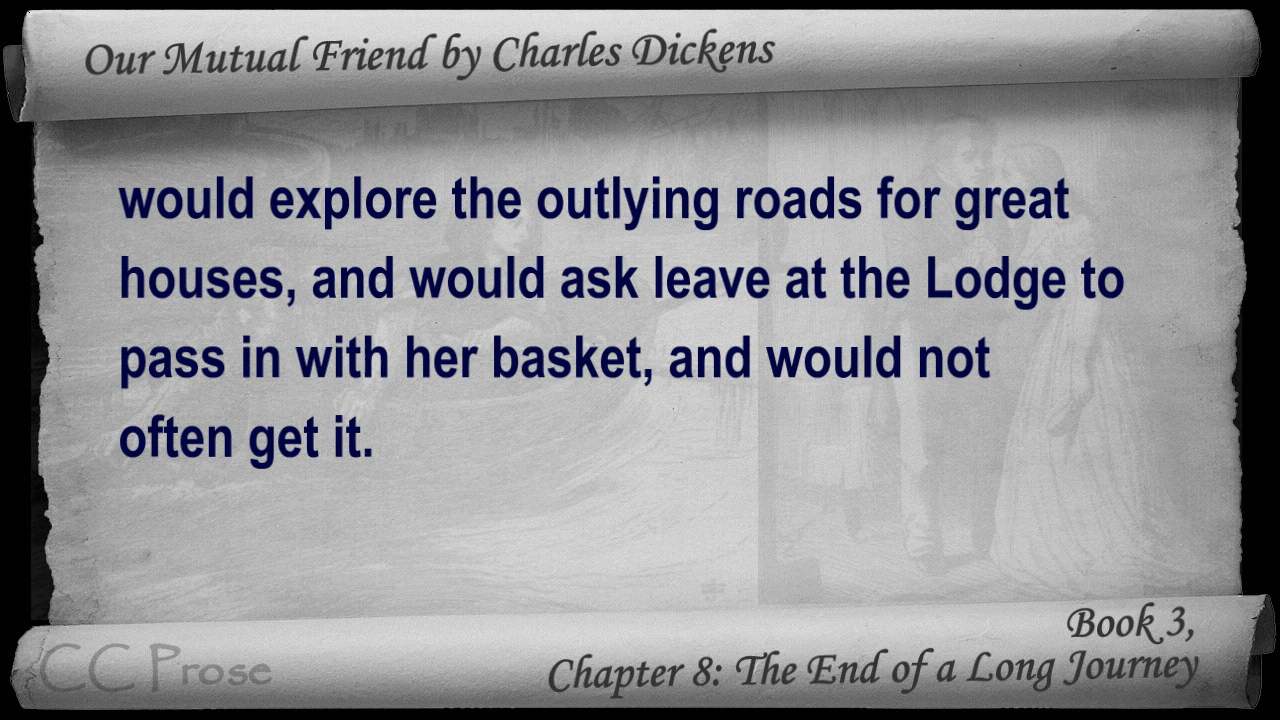 Our Mutual Friend by Charles Dickens
would explore the outlying roads for great
houses, and would ask leave at the Lodge to
pass in with her basket, and would not
often get it.
Book 3,
Chapter 8: The End of a Long Journey
CC Prose